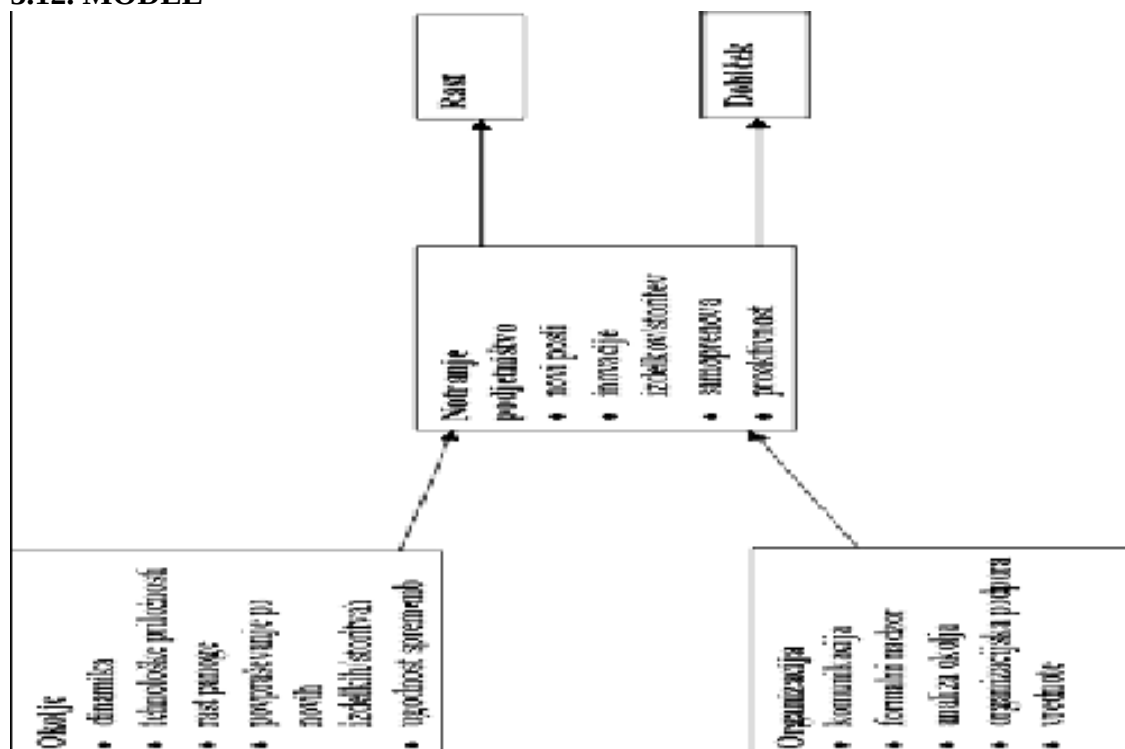 3.12. MODEL
Rast
Dobiček
Notranje
podjetništvo
• novi posli
• inovacije
izdelkov/storitev
• samoprenova
• proaktivnost
Okolje
• dinamika
• tehnološke priložnosti
• rast panoge
• povpraševanje po
novih
izdelkih/storitvah
• ugodnost sprememb
Organizacija
• komunikacija
• formalni nadzor
• analiza okolja
• organizacijska podpora
• vrednote